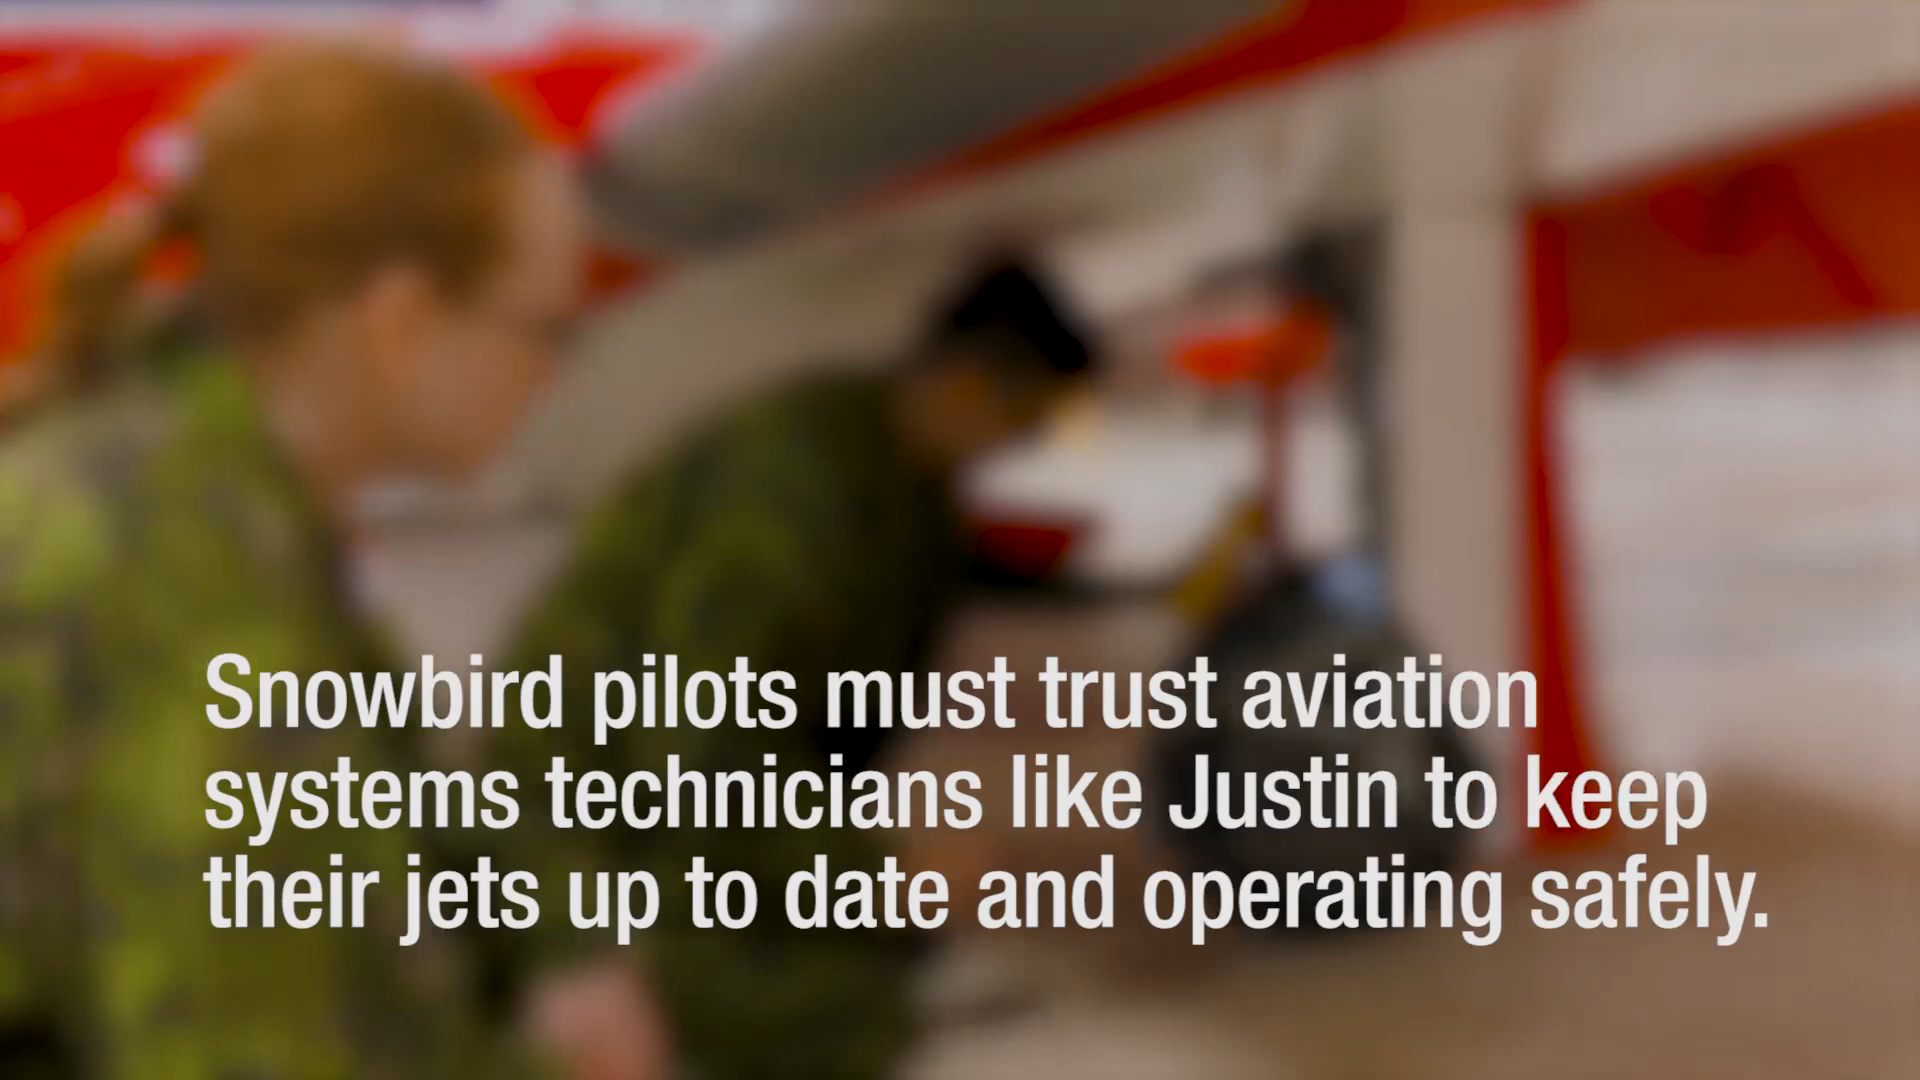 Snowbird pilots must trust aviation
systems technicians like Justin to keep
their jets up to date and operating safely.